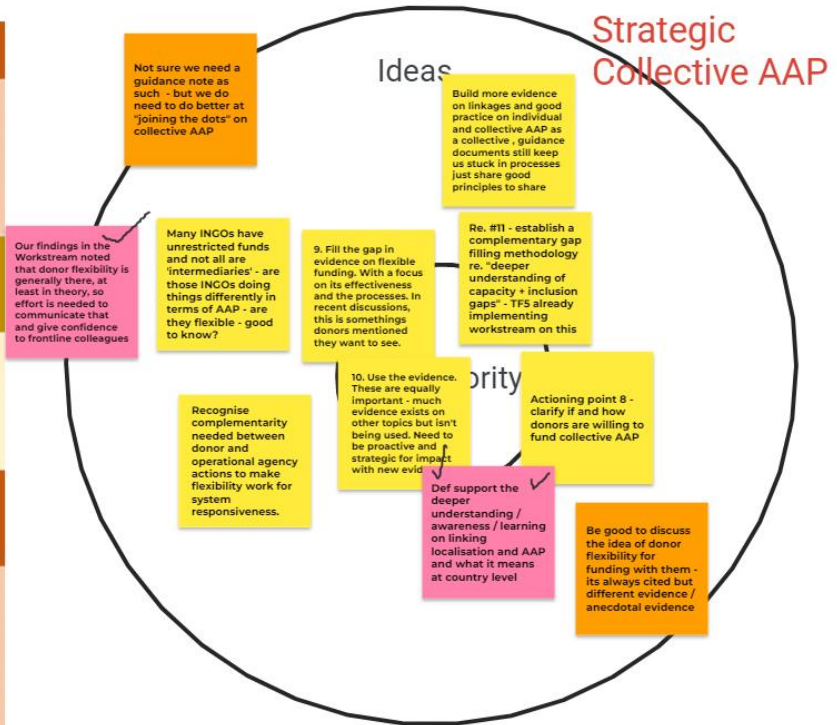 Strategic
Collective AAP
Ideas
Not sure we need a
guidance note as
such - but we do
need to do better at
"joining the dots" on
collective AAP
Build more evidence
on linkages and good
practice on individual
and collective AAP as
a collective , guidance
documents still keep
us stuck in processes
just share good
principles to share
Our findings in the
Workstream noted
that donor flexibility is
generally there, at
least in theory, so
effort is needed to
communicate that
and give confidence
to frontline colleagues
Many INGOs have
unrestricted funds
and not all are
'intermediaries' - are
those INGOs doing
things differently in
terms of AAP - are
they flexible - good
to know?
9. Fill the gap in
evidence on flexible
funding. With a focus
on its effectiveness
and the processes. In
recent discussions,
this is somethings
donors mentioned
they want to see.
Re. #11 - establish a
complementary gap
filling methodology
re. "deeper
understanding of
capacity + inclusion
gaps" - TF5 already
implementing
workstream on this
10. Use the evidence.
These are equally
important - much
evidence exists on
other topics but isn't
being used. Need to
be proactive and
strategic for impact
with new evid
ority
Actioning point 8 -
clarify if and how
donors are willing to
fund collective AAP
Recognise
complementarity
needed between
donor and
operational agency
actions to make
flexibility work for
system
responsiveness.
Def support the
deeper
understanding /
awareness / learning
on linking
localisation and AAP
and what it means
at country level
Be good to discuss
the idea of donor
flexibility for
funding with them -
its always cited but
different evidence /
anecdotal evidence